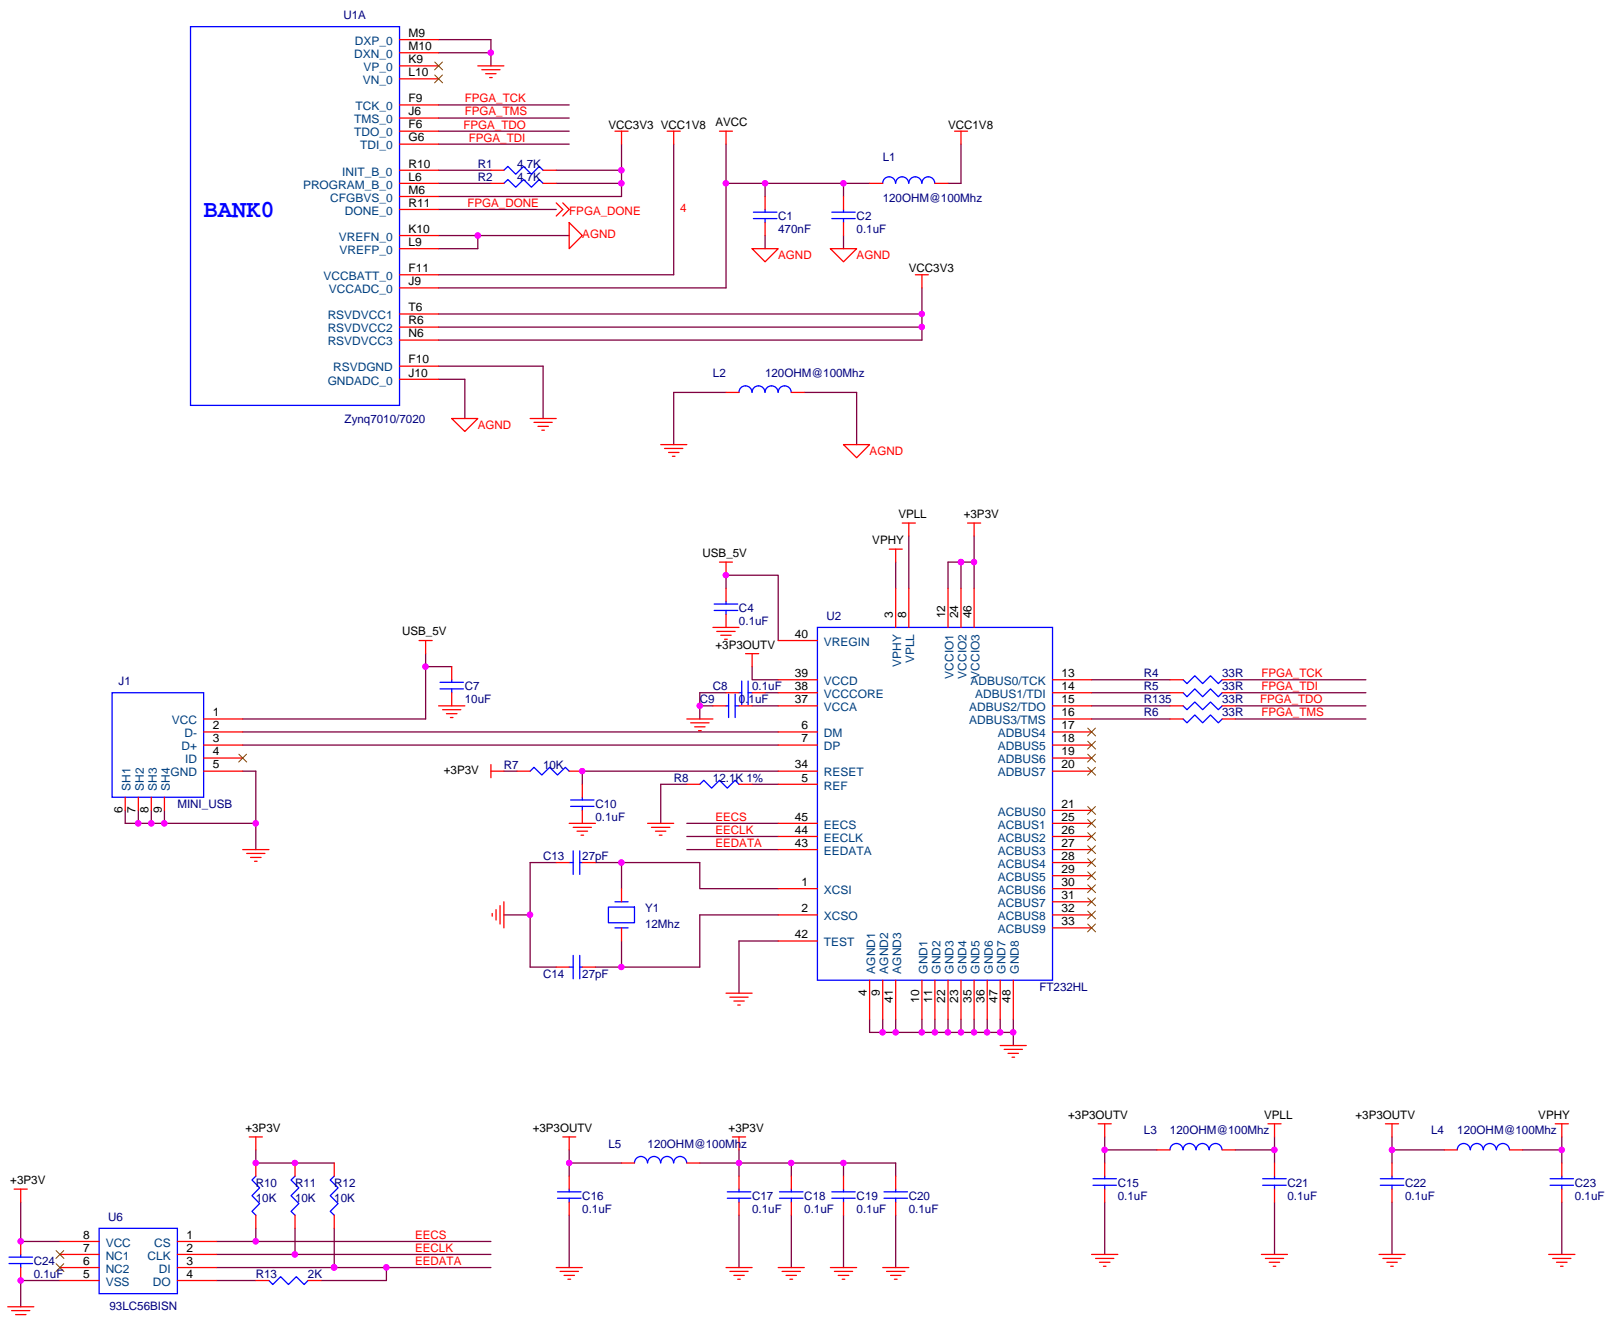 U1A
BANK0
DXP_0 M9
DXN_0 M10
VP_0 K9
VN_0 L10
TCK_0 F9 FPGA_TCK
TMS_0 J6 FPGA_TMS
TDO_0 F6 FPGA_TDO
TDI_0 G6 FPGA_TDI
INIT_B_0 R10 R1 4.7K
PROGRAM_B_0 L6 R2 4.7K
CFGBVS_0 M6
DONE_0 R11 FPGA_DONE FPGA_DONE
VREFN_0 K10 AGND
VREFP_0 L9
VCCBATT_0 F11
VCCADC_0 J9
RSVDVCC1 T6
RSVDVCC2 R6
RSVDVCC3 N6
RSVDGND F10
GNDADC_0 J10
Zynq7010/7020
AGND
VCC3V3 VCC1V8 AVCC VCC1V8
4
L1
120OHM@100Mhz
C1
470nF
C2
0.1uF
AGND AGND
VCC3V3
L2 120OHM@100Mhz
AGND
VPLL +3P3V
VPHY
USB_5V
C4
0.1uF
+3P3OUTV
C8 0.1uF
C9 0.1uF
USB_5V
C7
10uF
J1
VCC 1
D- 2
D+ 3
ID 4
GND 5
SH1 SH2 SH3 SH4
6 7 8 9
MINI_USB
+3P3V R7 10K
C10
0.1uF
R8 12.1K 1%
EECS
EECLK
EEDATA
C13 27pF
Y1
12Mhz
C14 27pF
U2
3 8 12 24 46
VPHY VPLL VCCIO1 VCCIO2 VCCIO3
40 VREGIN
39 VCCD
38 VCCCORE
37 VCCA
6 DM
7 DP
34 RESET
5 REF
45 EECS
44 EECLK
43 EEDATA
1 XCSI
2 XCSO
42 TEST
ADBUS0/TCK 13 R4 33R FPGA_TCK
ADBUS1/TDI 14 R5 33R FPGA_TDI
ADBUS2/TDO 15 R135 33R FPGA_TDO
ADBUS3/TMS 16 R6 33R FPGA_TMS
ADBUS4 17
ADBUS5 18
ADBUS6 19
ADBUS7 20
ACBUS0 21
ACBUS1 25
ACBUS2 26
ACBUS3 27
ACBUS4 28
ACBUS5 29
ACBUS6 30
ACBUS7 31
ACBUS8 32
ACBUS9 33
AGND1 AGND2 AGND3 GND1 GND2 GND3 GND4 GND5 GND6 GND7 GND8
4 9 41 10 11 22 23 35 36 47 48
FT232HL
+3P3V
+3P3V
R10 R11 R12
10K 10K 10K
U6
8 VCC CS 1 EECS
7 NC1 CLK 2 EECLK
6 NC2 DI 3 EEDATA
5 VSS DO 4 R13 2K
C24
0.1uF
93LC56BISN
+3P3OUTV L5 120OHM@100Mhz +3P3V
C16
0.1uF
C17
0.1uF
C18
0.1uF
C19
0.1uF
C20
0.1uF
+3P3OUTV L3 120OHM@100Mhz VPLL
C15
0.1uF
C21
0.1uF
+3P3OUTV L4 120OHM@100Mhz VPHY
C22
0.1uF
C23
0.1uF